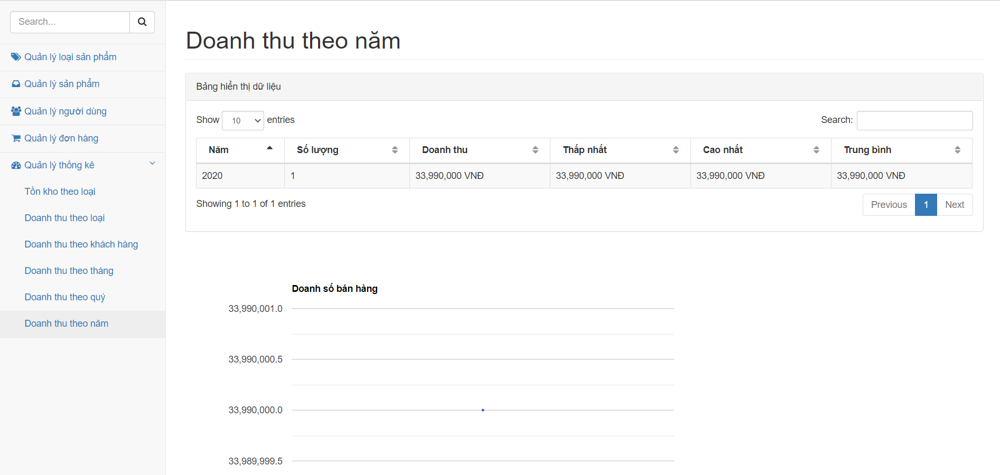 Search...
Quản lý loại sản phẩm
Quản lý sản phẩm
Quản lý người dùng
Quản lý đơn hàng
Quản lý thống kê
Tồn kho theo loại
Doanh thu theo loại
Doanh thu theo khách hàng
Doanh thu theo tháng
Doanh thu theo quý
Doanh thu theo năm
Doanh thu theo năm
Bảng hiển thị dữ liệu
Show 10 entries Search:
Năm Số lượng Doanh thu Thấp nhất Cao nhất Trung bình
2020 1 33,990,000 VNĐ 33,990,000 VNĐ 33,990,000 VNĐ 33,990,000 VNĐ
Showing 1 to 1 of 1 entries Previous 1 Next
Doanh số bán hàng
33,990,001.0
33,990,000.5
33,990,000.0
33,989,999.5